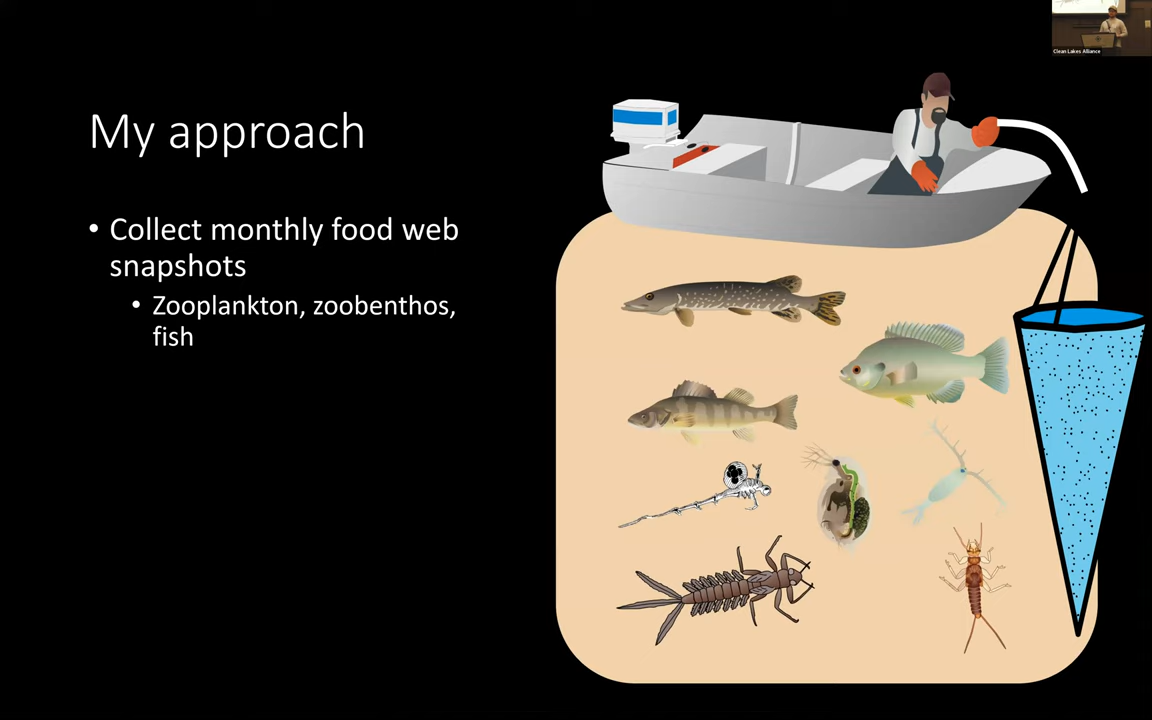 My approach
• Collect monthly food web
snapshots
• Zooplankton, zoobenthos,
fish
Clean Lakes Alliance